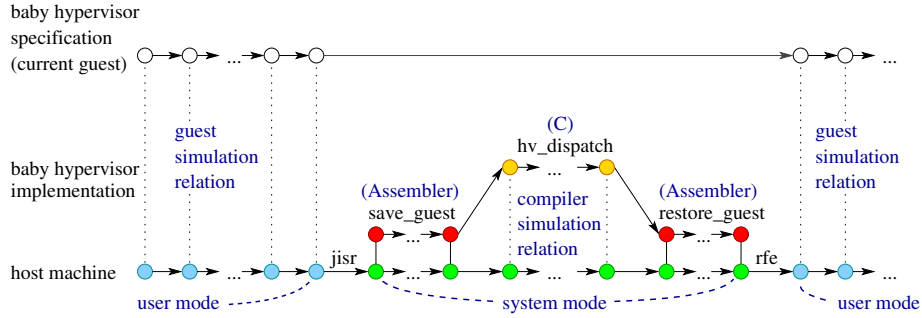 baby hypervisor
specification
(current guest)
...
...
guest
simulation
relation
(C)
hv_dispatch
...
guest
simulation
relation
baby hypervisor
implementation
(Assembler)
save_guest
...
compiler
simulation
relation
(Assembler)
restore_guest
...
host machine
...
jisr
...
...
...
rfe
...
user mode
system mode
user mode